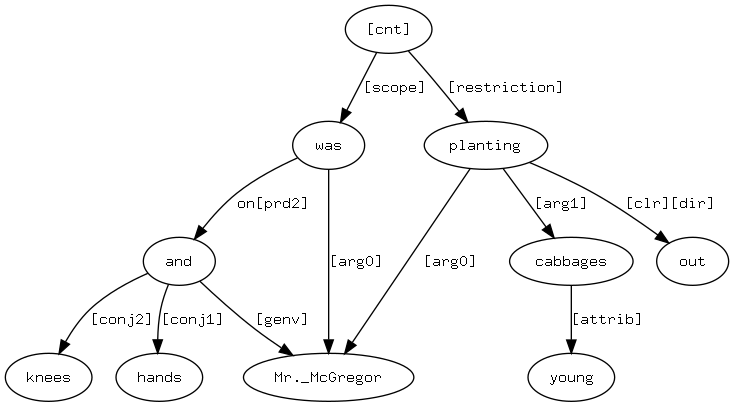 [cnt]
[scope] [restriction]
was planting
on[prd2] [arg1] [clr][dir]
[arg0] [arg0]
and cabbages out
[conj2] [conj1] [genv] [attrib]
knees hands Mr._McGregor young